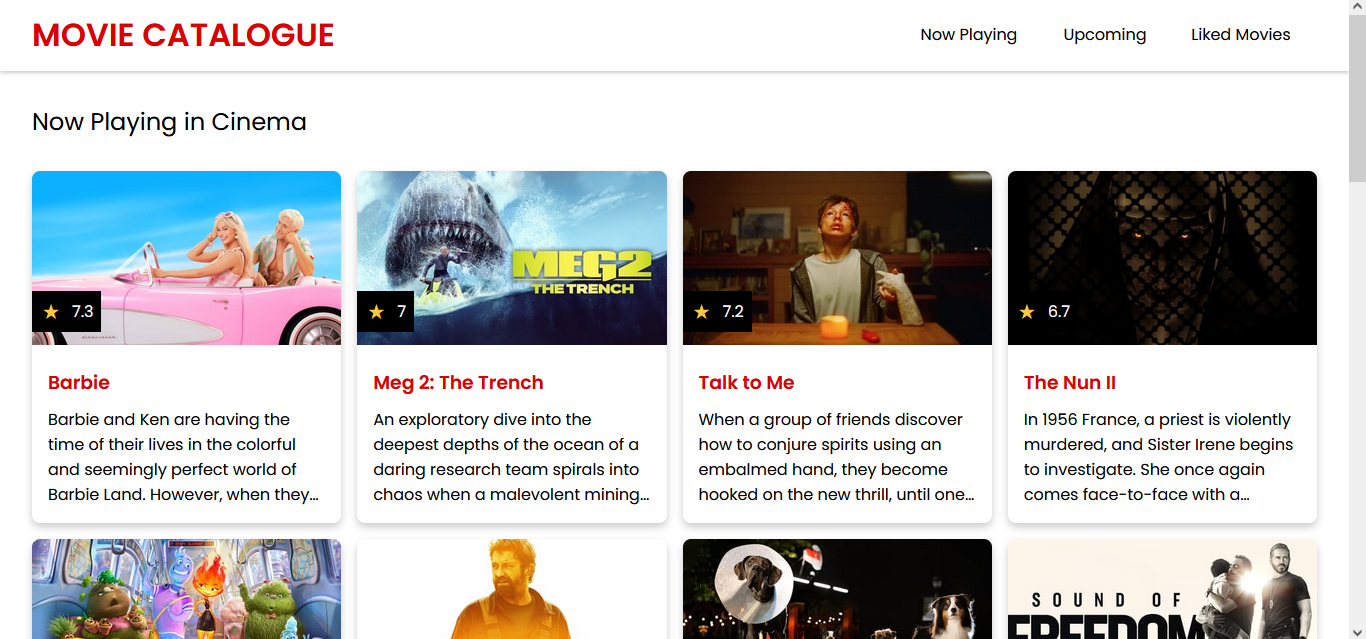 MOVIE CATALOGUE
Now Playing
Upcoming
Liked Movies
Now Playing in Cinema
MEG2
THE TRENCH
★ 7.3
★ 7
★ 7.2
★ 6.7
Barbie
Barbie and Ken are having the
time of their lives in the colorful
and seemingly perfect world of
Barbie Land. However, when they...
Meg 2: The Trench
An exploratory dive into the
deepest depths of the ocean of a
daring research team spirals into
chaos when a malevolent mining...
Talk to Me
When a group of friends discover
how to conjure spirits using an
embalmed hand, they become
hooked on the new thrill, until one...
The Nun II
In 1956 France, a priest is violently
murdered, and Sister Irene begins
to investigate. She once again
comes face-to-face with a...
SOUND OF
FREEDOM